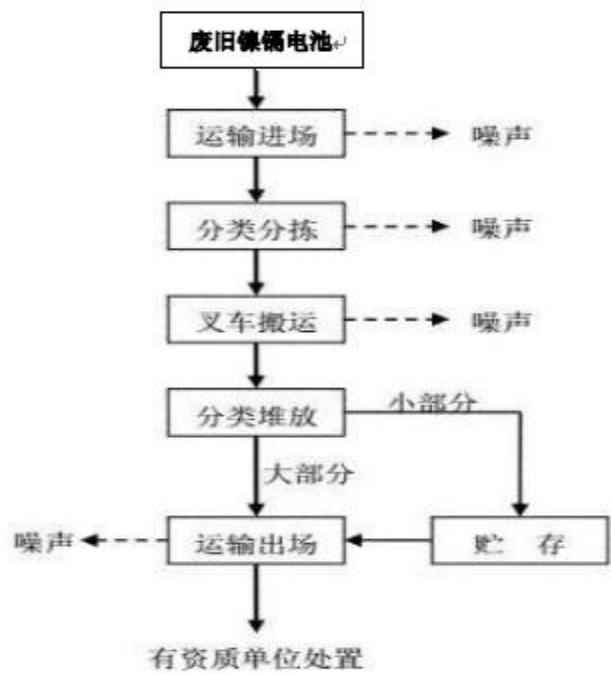 废旧镍镉电池↵
运输进场
噪声
分类分拣
噪声
叉车搬运
噪声
分类堆放
小部分
大部分
噪声
运输出场
贮 存
有资质单位处置